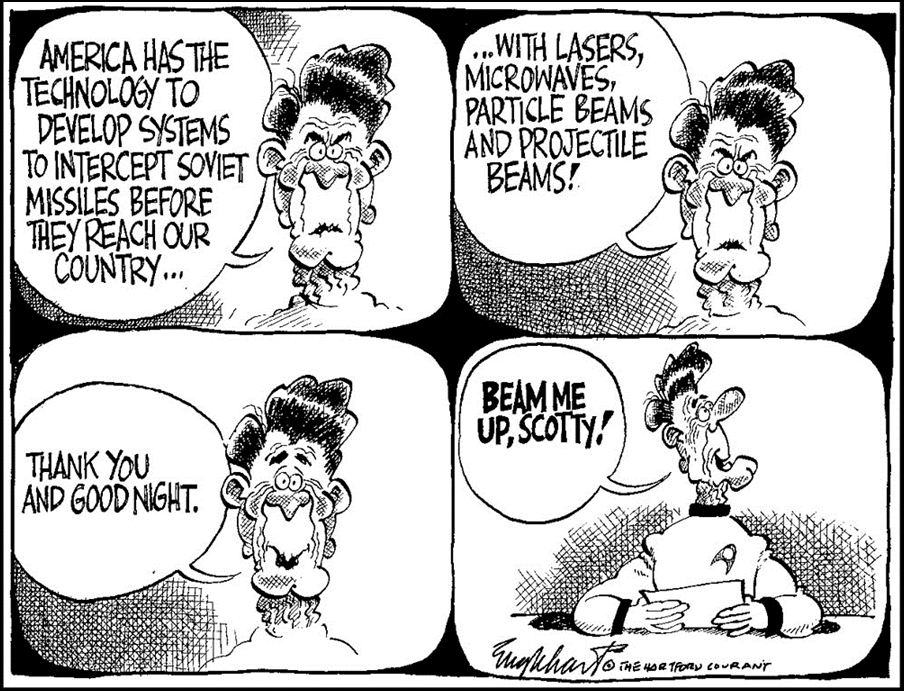 AMERICA HAS THE
TECHNOLOGY TO
DEVELOP SYSTEMS
TO INTERCEPT SOVIET
MISSILES BEFORE
THEY REACH OUR
COUNTRY...
...WITH LASERS,
MICROWAVES,
PARTICLE BEAMS
AND PROJECTILE
BEAMS!
THANK YOU
AND GOOD NIGHT.
BEAM ME
UP, SCOTTY!
Englehart © THE HARTFORD COURANT